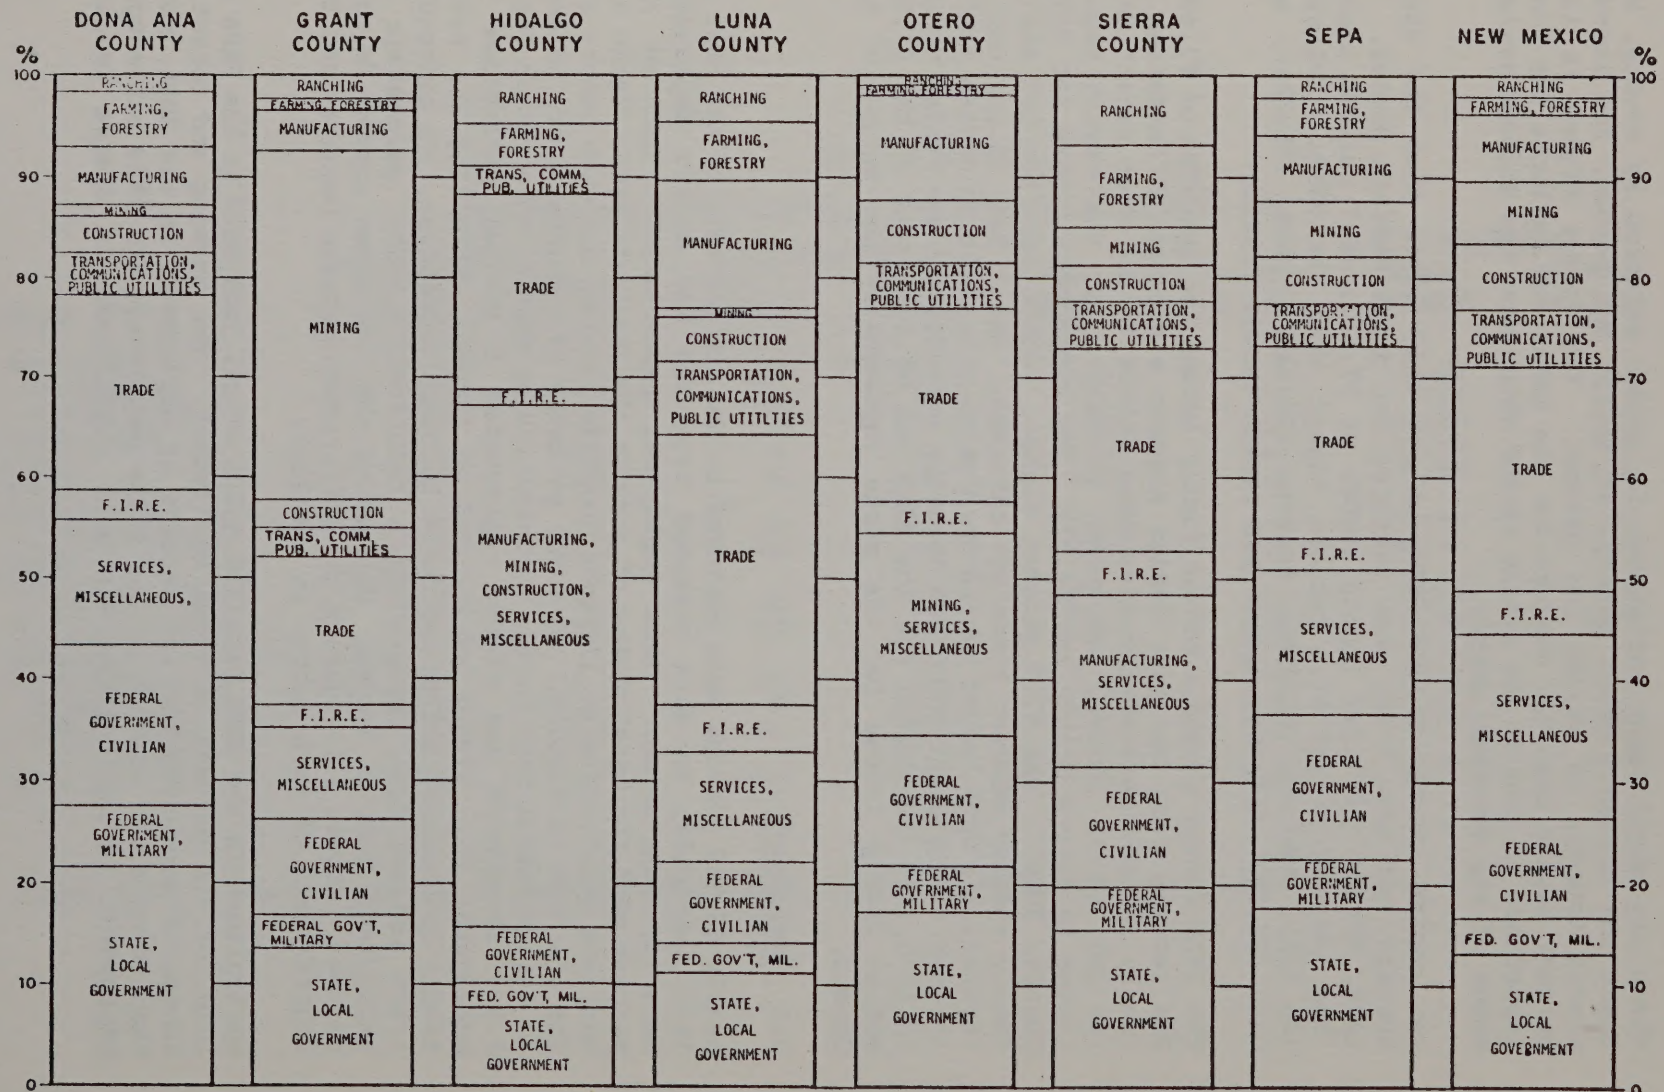 DONA ANA
COUNTY
GRANT
COUNTY
HIDALGO
COUNTY
LUNA
COUNTY
OTERO
COUNTY
SIERRA
COUNTY
SEPA
NEW MEXICO
%
100
90
80
70
60
50
40
30
20
10
0
RANCHING
FARMING,
FORESTRY
MANUFACTURING
MINING
CONSTRUCTION
TRANSPORTATION,
COMMUNICATIONS,
PUBLIC UTILITIES
TRADE
F.I.R.E.
SERVICES,
MISCELLANEOUS,
FEDERAL
GOVERNMENT,
CIVILIAN
FEDERAL
GOVERNMENT,
MILITARY
STATE,
LOCAL
GOVERNMENT
RANCHING
FARMING, FORESTRY
MANUFACTURING
MINING
CONSTRUCTION
TRANS, COMM,
PUB. UTILITIES
TRADE
F.I.R.E.
SERVICES,
MISCELLANEOUS
FEDERAL
GOVERNMENT,
CIVILIAN
FEDERAL GOV'T,
MILITARY
STATE,
LOCAL
GOVERNMENT
RANCHING
FARMING,
FORESTRY
TRANS, COMM,
PUB. UTILITIES
TRADE
F.I.R.E.
MANUFACTURING,
MINING,
CONSTRUCTION,
SERVICES,
MISCELLANEOUS
FEDERAL
GOVERNMENT,
CIVILIAN
FED. GOV'T, MIL.
STATE,
LOCAL
GOVERNMENT
RANCHING
FARMING,
FORESTRY
MANUFACTURING
MINING
CONSTRUCTION
TRANSPORTATION,
COMMUNICATIONS,
PUBLIC UTITLTIES
TRADE
F.I.R.E.
SERVICES,
MISCELLANEOUS
FEDERAL
GOVERNMENT,
CIVILIAN
FED. GOV'T, MIL.
STATE,
LOCAL
GOVERNMENT
RANCHING
FARMING, FORESTRY
MANUFACTURING
CONSTRUCTION
TRANSPORTATION,
COMMUNICATIONS,
PUBLIC UTILITIES
TRADE
F.I.R.E.
MINING,
SERVICES,
MISCELLANEOUS
FEDERAL
GOVERNMENT,
CIVILIAN
FEDERAL
GOVERNMENT,
MILITARY
STATE,
LOCAL
GOVERNMENT
RANCHING
FARMING,
FORESTRY
MINING
CONSTRUCTION
TRANSPORTATION,
COMMUNICATIONS,
PUBLIC UTILITIES
TRADE
F.I.R.E.
MANUFACTURING,
SERVICES,
MISCELLANEOUS
FEDERAL
GOVERNMENT,
CIVILIAN
FEDERAL
GOVERNMENT,
MILITARY
STATE,
LOCAL
GOVERNMENT
RANCHING
FARMING,
FORESTRY
MANUFACTURING
MINING
CONSTRUCTION
TRANSPORTATION,
COMMUNICATIONS,
PUBLIC UTILITIES
TRADE
F.I.R.E.
SERVICES,
MISCELLANEOUS
FEDERAL
GOVERNMENT,
CIVILIAN
FEDERAL
GOVERNMENT,
MILITARY
STATE,
LOCAL
GOVERNMENT
RANCHING
FARMING, FORESTRY
MANUFACTURING
MINING
CONSTRUCTION
TRANSPORTATION,
COMMUNICATIONS,
PUBLIC UTILITIES
TRADE
F.I.R.E.
SERVICES,
MISCELLANEOUS
FEDERAL
GOVERNMENT,
CIVILIAN
FED. GOV'T, MIL.
STATE,
LOCAL
GOVERNMENT
%
100
90
80
70
60
50
40
30
20
10
0